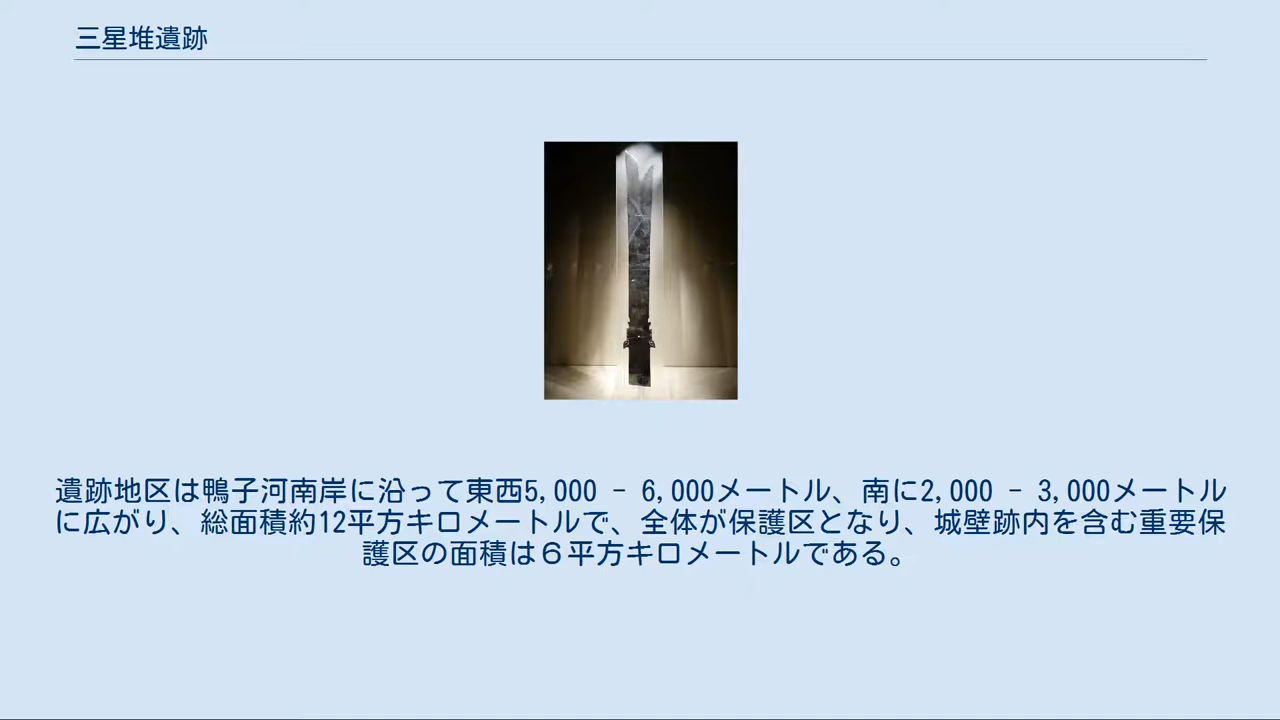 三星堆遺跡
遺跡地区は鴨子河南岸に沿って東西5,000 - 6,000メートル、南に2,000 - 3,000メートル
に広がり、総面積約12平方キロメートルで、全体が保護区となり、城壁跡内を含む重要保
護区の面積は６平方キロメートルである。